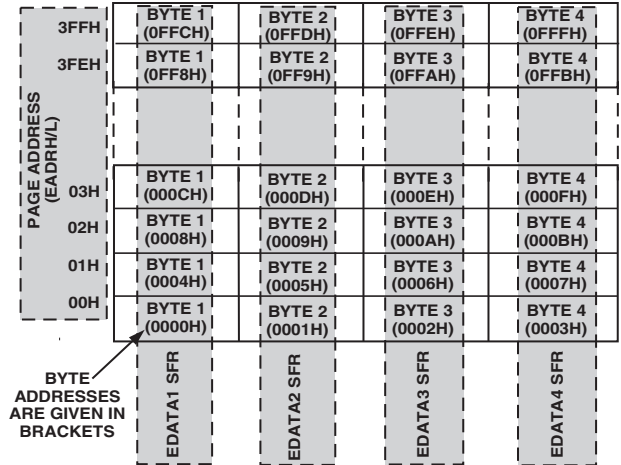 3FFH
BYTE 1 BYTE 2 BYTE 3 BYTE 4
(0FFCH) (0FFDH) (0FFEH) (0FFFH)
3FEH
BYTE 1 BYTE 2 BYTE 3 BYTE 4
(0FF8H) (0FF9H) (0FFAH) (0FFBH)
PAGE ADDRESS
(EADRH/L)
03H
BYTE 1 BYTE 2 BYTE 3 BYTE 4
(000CH) (000DH) (000EH) (000FH)
02H
BYTE 1 BYTE 2 BYTE 3 BYTE 4
(0008H) (0009H) (000AH) (000BH)
01H
BYTE 1 BYTE 2 BYTE 3 BYTE 4
(0004H) (0005H) (0006H) (0007H)
00H
BYTE 1 BYTE 2 BYTE 3 BYTE 4
(0000H) (0001H) (0002H) (0003H)
BYTE
ADDRESSES
ARE GIVEN IN
BRACKETS
EDATA1 SFR
EDATA2 SFR
EDATA3 SFR
EDATA4 SFR